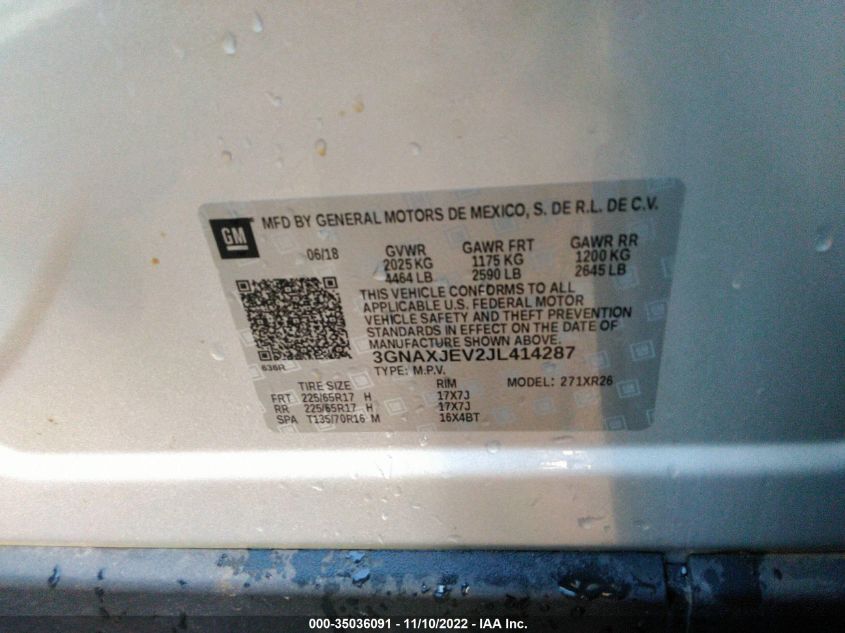 GM
MFD BY GENERAL MOTORS DE MEXICO, S. DE R.L. DE C.V.
06/18 GVWR GAWR FRT GAWR RR
2025 KG 1175 KG 1200 KG
4464 LB 2590 LB 2645 LB
THIS VEHICLE CONFORMS TO ALL
APPLICABLE U.S. FEDERAL MOTOR
VEHICLE SAFETY AND THEFT PREVENTION
STANDARDS IN EFFECT ON THE DATE OF
MANUFACTURE SHOWN ABOVE.
636R
3GNAXJEV2JL414287
TYPE: M.P.V.
TIRE SIZE RIM MODEL: 271XR26
FRT 225/65R17 H 17X7J
RR 225/65R17 H 17X7J
SPA T135/70R16 M 16X4BT
000-35036091 - 11/10/2022 - IAA Inc.